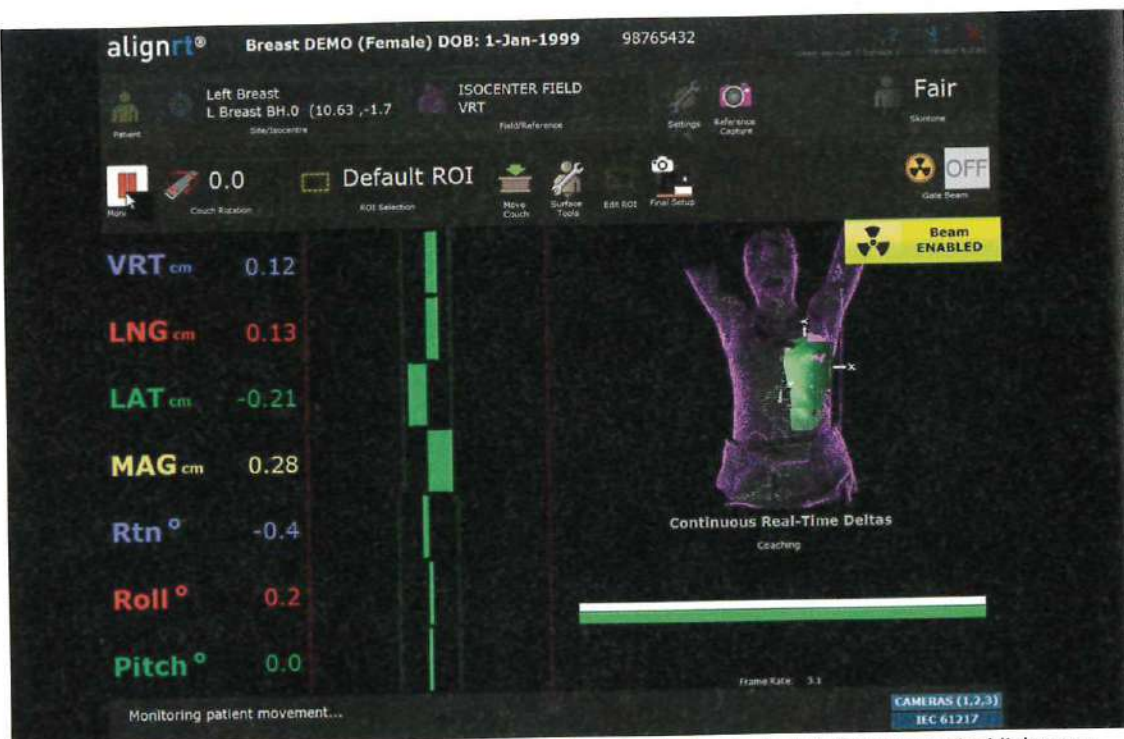 alignrt® Breast DEMO (Female) DOB: 1-Jan-1999 98765432
Left Breast
L Breast BH.0 (10.63 ,-1.7
Site/Isocentre
ISOCENTER FIELD
VRT
Field/Reference
Patient
Settings
Reference
Capture
Fair
Skintone
Moni
0.0
Couch Rotation
Default ROI
ROI Selection
Move
Couch
Surface
Tools
Edit ROI
Final Setup
OFF
Gate Beam
Beam
ENABLED
VRT cm 0.12
LNG cm 0.13
LAT cm -0.21
MAG cm 0.28
Rtn ° -0.4
Roll ° 0.2
Pitch ° 0.0
Continuous Real-Time Deltas
Coaching
Frame Rate: 3.1
Monitoring patient movement...
CAMERAS (1,2,3)
IEC 61217